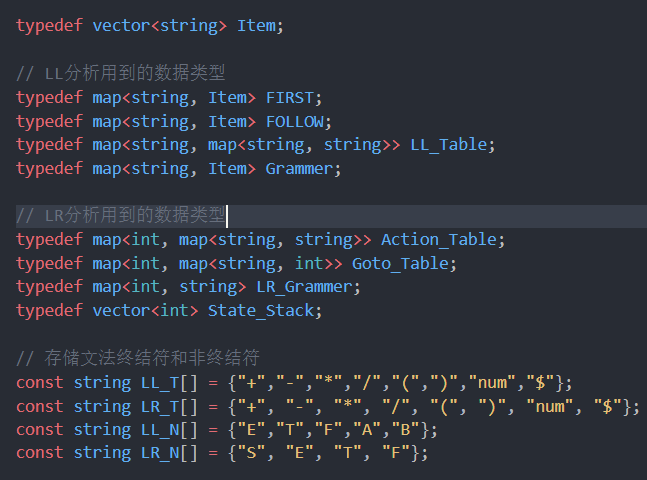 typedef vector<string> Item;
// LL分析用到的数据类型
typedef map<string, Item> FIRST;
typedef map<string, Item> FOLLOW;
typedef map<string, map<string, string>> LL_Table;
typedef map<string, Item> Grammer;
// LR分析用到的数据类型
typedef map<int, map<string, string>> Action_Table;
typedef map<int, map<string, int>> Goto_Table;
typedef map<int, string> LR_Grammer;
typedef vector<int> State_Stack;
// 存储文法终结符和非终结符
const string LL_T[] = {"+","-","*","/","(",")","num","$"};
const string LR_T[] = {"+", "-", "*", "/", "(", ")", "num", "$"};
const string LL_N[] = {"E","T","F","A","B"};
const string LR_N[] = {"S", "E", "T", "F"};